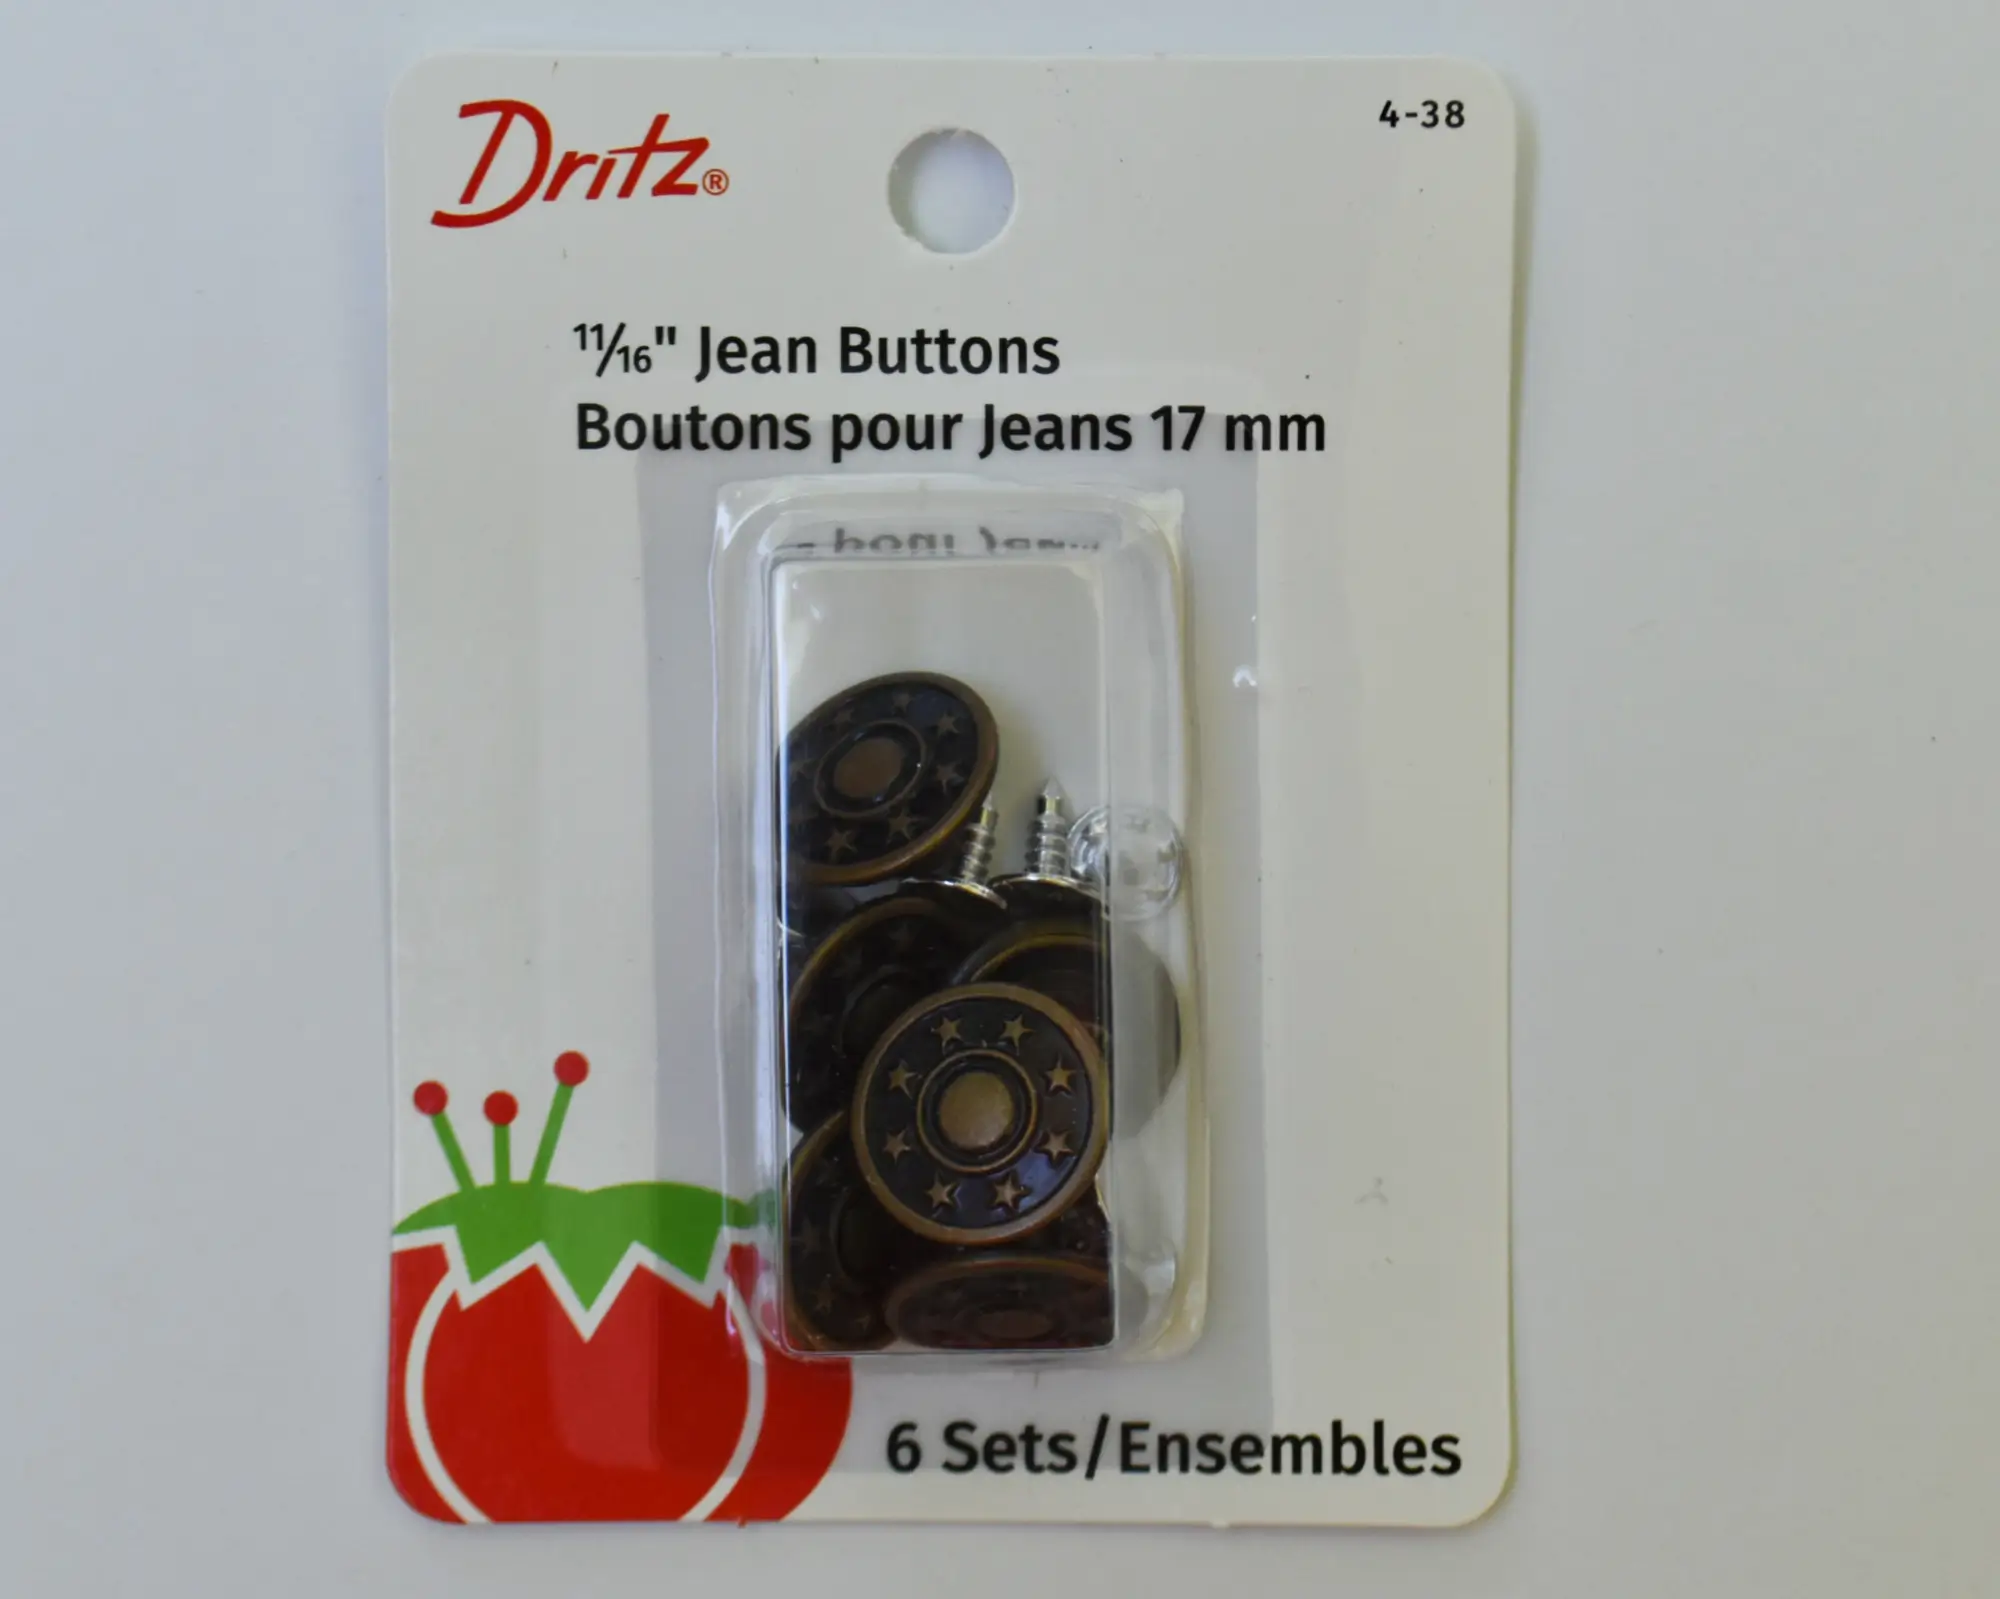 Dritz®
4-38
11/16" Jean Buttons
Boutons pour Jeans 17 mm
6 Sets/Ensembles